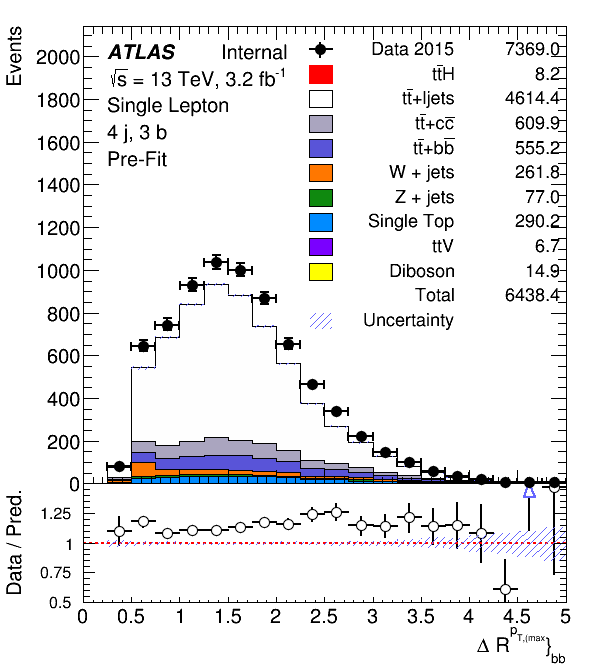 Events
2000
1800
1600
1400
1200
1000
800
600
400
200
0
ATLAS Internal
√s = 13 TeV, 3.2 fb⁻¹
Single Lepton
4 j, 3 b
Pre-Fit
Data 2015 7369.0
tt̄H 8.2
tt̄+ljets 4614.4
tt̄+cc̄ 609.9
tt̄+bb̄ 555.2
W + jets 261.8
Z + jets 77.0
Single Top 290.2
ttV 6.7
Diboson 14.9
Total 6438.4
Uncertainty
Data / Pred.
1.25
1
0.75
0.5
0 0.5 1 1.5 2 2.5 3 3.5 4 4.5 5
Δ R^{p_{T,(max}}}_{bb}